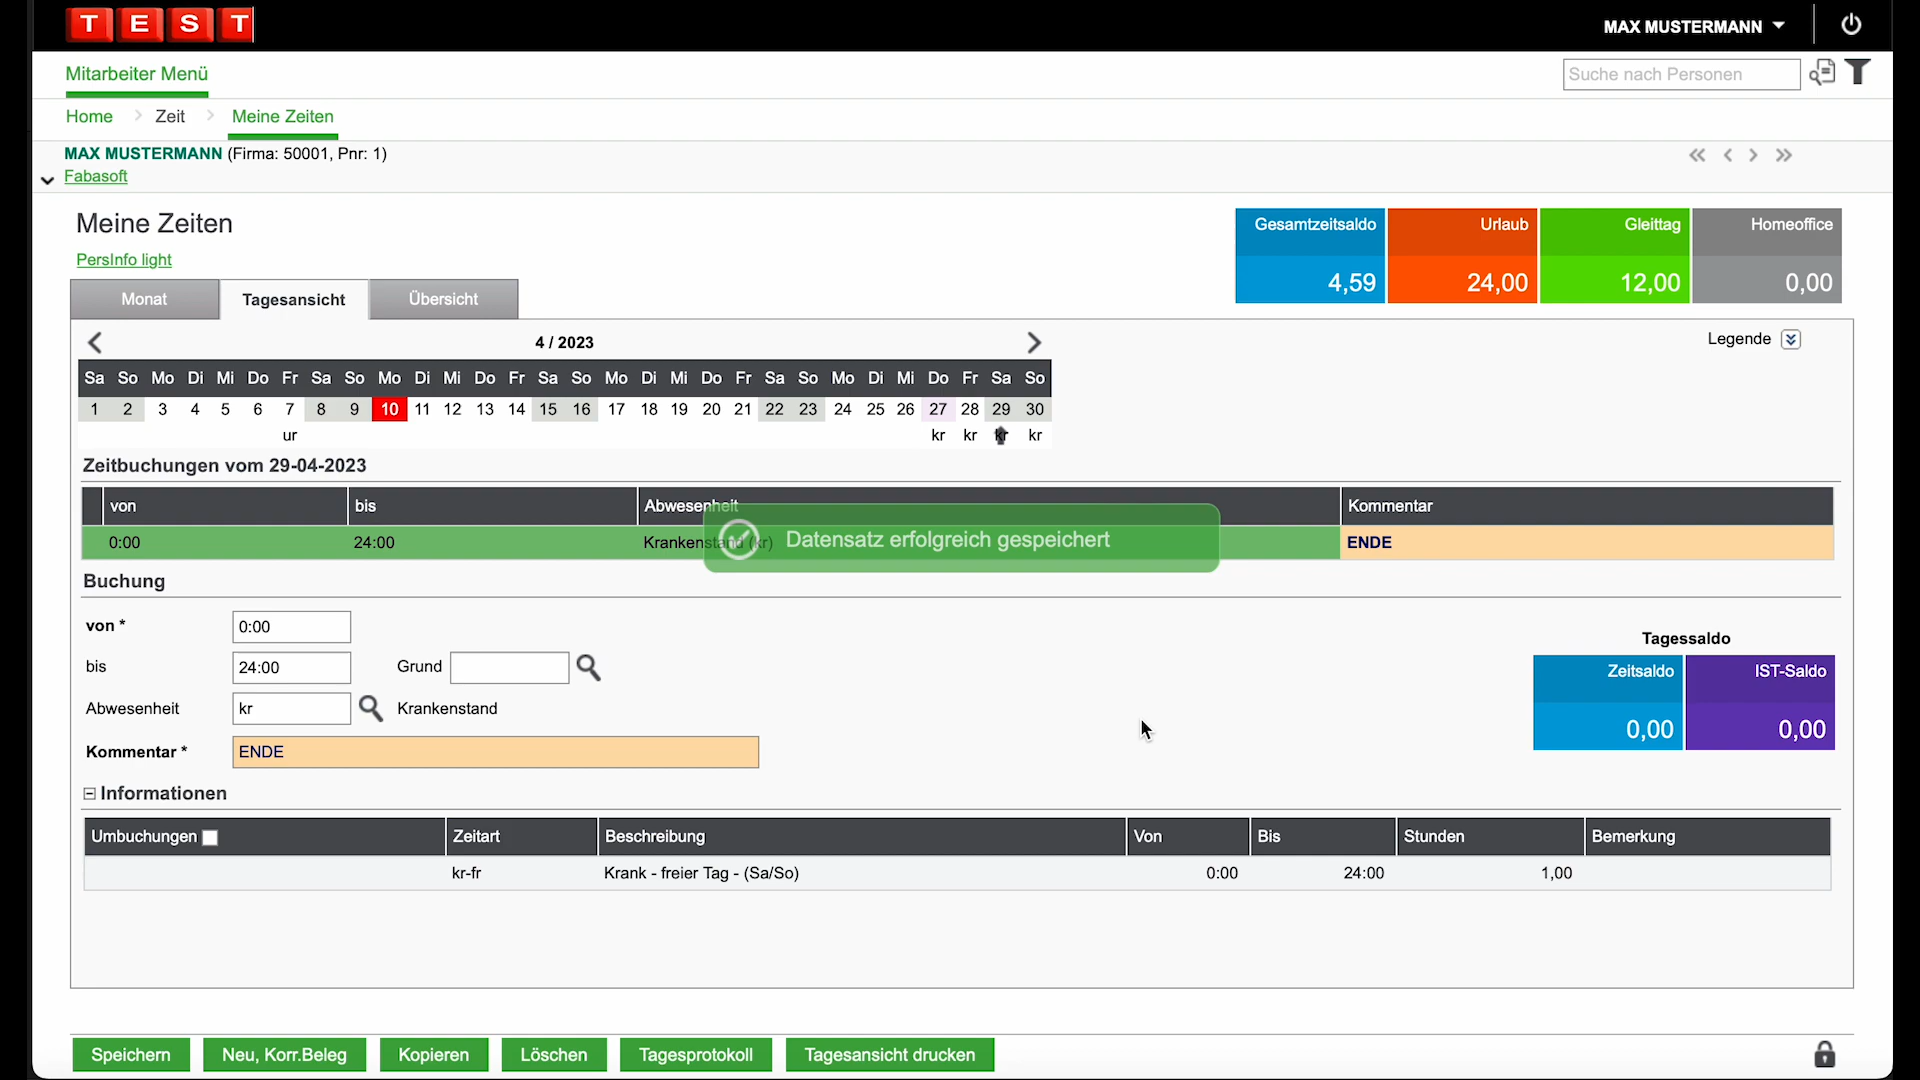 TEST
MAX MUSTERMANN
Mitarbeiter Menü
Suche nach Personen
Home Zeit Meine Zeiten
MAX MUSTERMANN (Firma: 50001, Pnr: 1)
Fabasoft
Meine Zeiten
PersInfo light
Gesamtzeitsaldo Urlaub Gleittag Homeoffice
4,59 24,00 12,00 0,00
Monat Tagesansicht Übersicht
4 / 2023
Legende
Sa So Mo Di Mi Do Fr Sa So Mo Di Mi Do Fr Sa So Mo Di Mi Do Fr Sa So Mo Di Mi Do Fr Sa So
1 2 3 4 5 6 7 8 9 10 11 12 13 14 15 16 17 18 19 20 21 22 23 24 25 26 27 28 29 30
ur kr kr kr kr
Zeitbuchungen vom 29-04-2023
von bis Abwesenheit Kommentar
0:00 24:00 Krankenstand (kr) ENDE
Datensatz erfolgreich gespeichert
Buchung
von * 0:00
bis 24:00 Grund
Abwesenheit kr Krankenstand
Kommentar * ENDE
Tagessaldo
Zeitsaldo IST-Saldo
0,00 0,00
Informationen
Umbuchungen Zeitart Beschreibung Von Bis Stunden Bemerkung
kr-fr Krank - freier Tag - (Sa/So) 0:00 24:00 1,00
Speichern Neu, Korr.Beleg Kopieren Löschen Tagesprotokoll Tagesansicht drucken